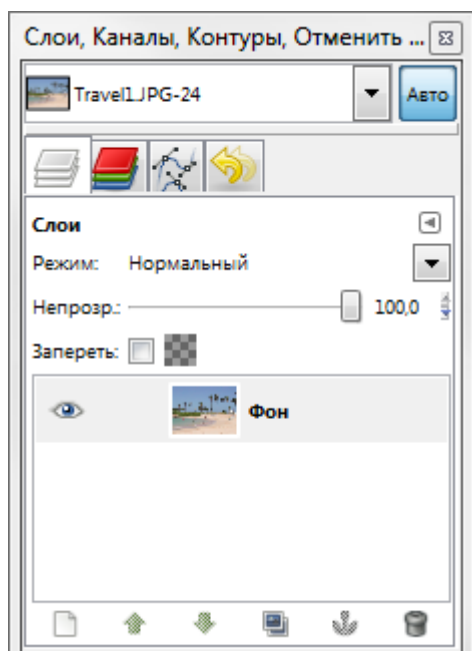 Слои, Каналы, Контуры, Отменить ...
Travel1.JPG-24 Авто
Слои
Режим: Нормальный
Непрозр.: 100,0
Запереть:
Фон